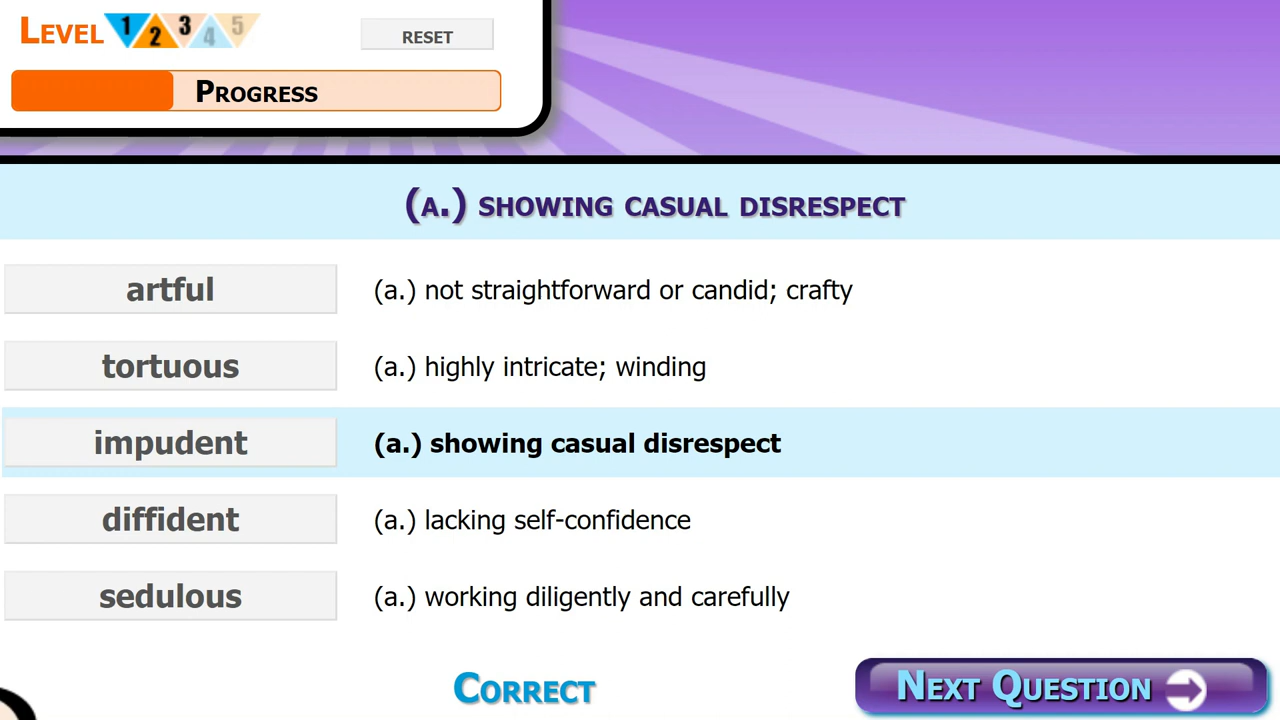 LEVEL 1 2 3 4 5
RESET
PROGRESS
(A.) SHOWING CASUAL DISRESPECT
artful (a.) not straightforward or candid; crafty
tortuous (a.) highly intricate; winding
impudent (a.) showing casual disrespect
diffident (a.) lacking self-confidence
sedulous (a.) working diligently and carefully
CORRECT
NEXT QUESTION